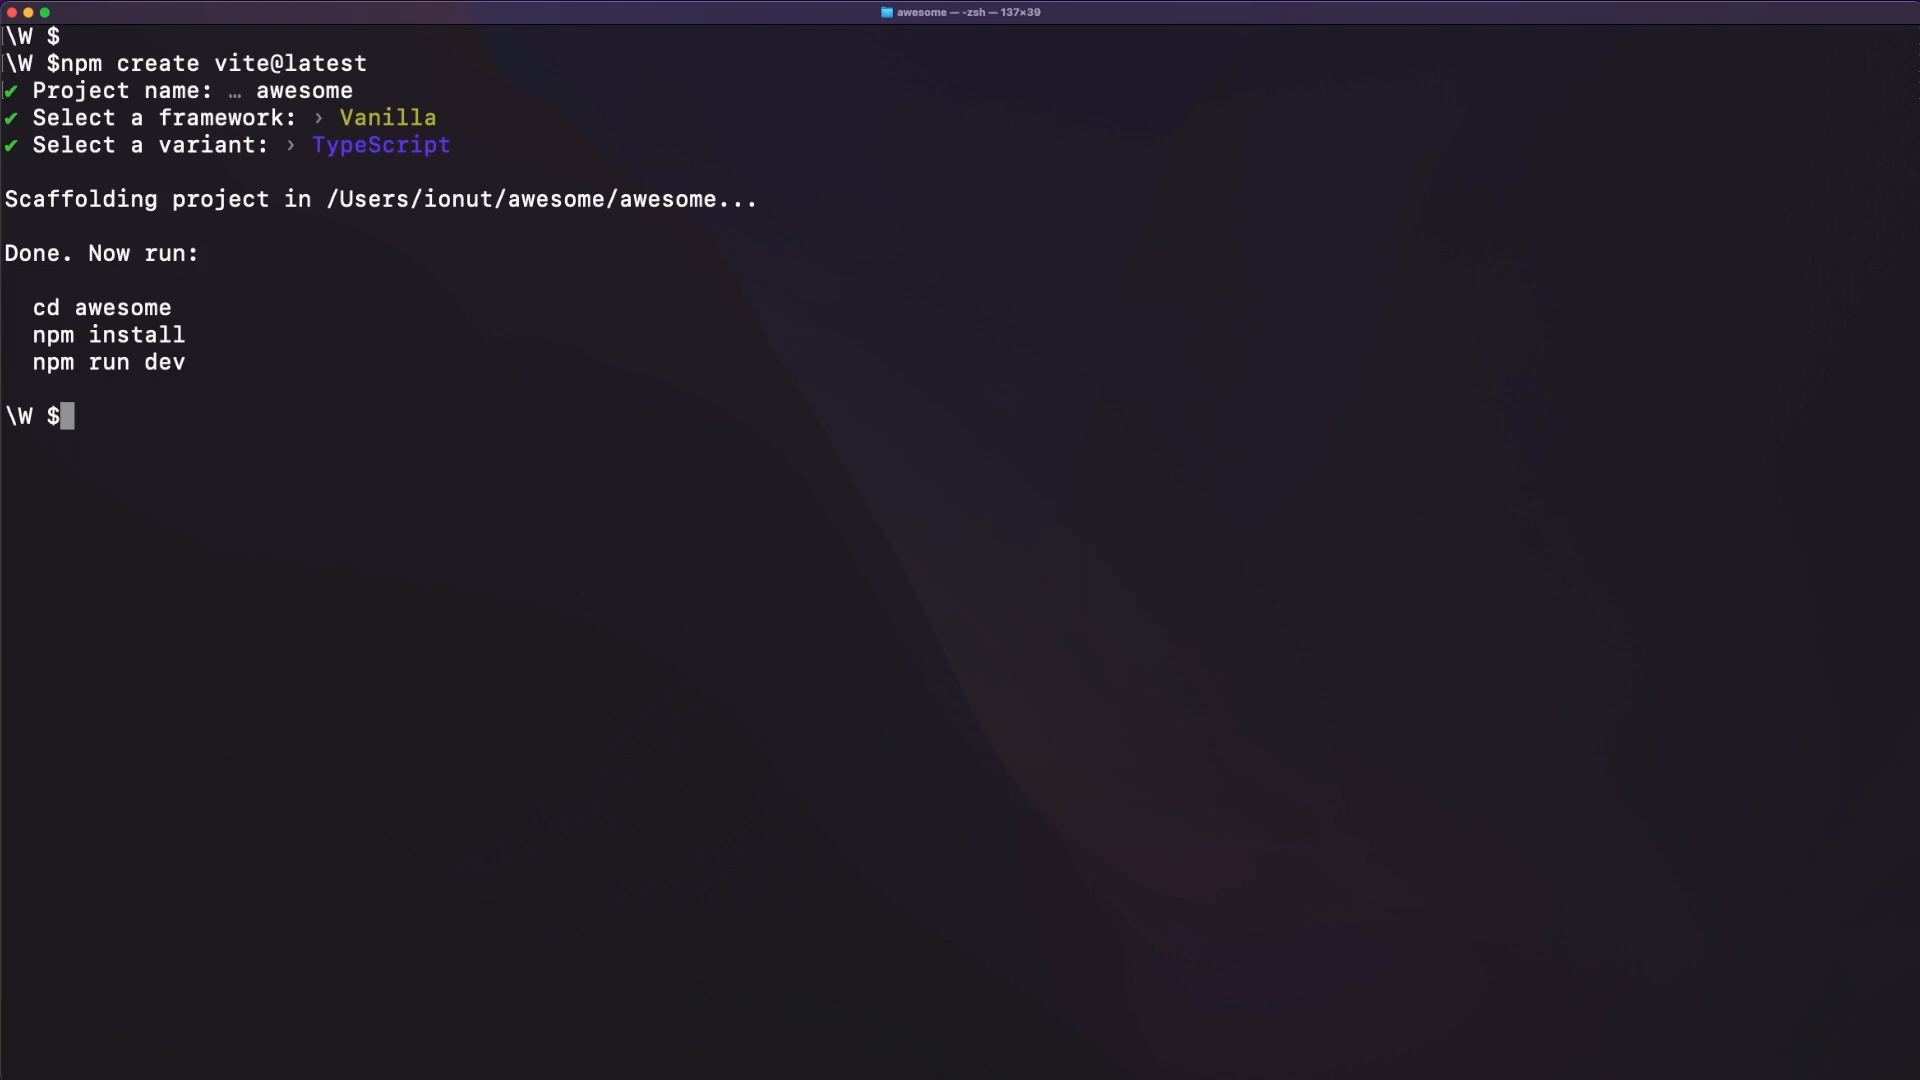 awesome — -zsh — 137×39
\W $
\W $npm create vite@latest
✔ Project name: … awesome
✔ Select a framework: › Vanilla
✔ Select a variant: › TypeScript
Scaffolding project in /Users/ionut/awesome/awesome...
Done. Now run:
cd awesome
npm install
npm run dev
\W $